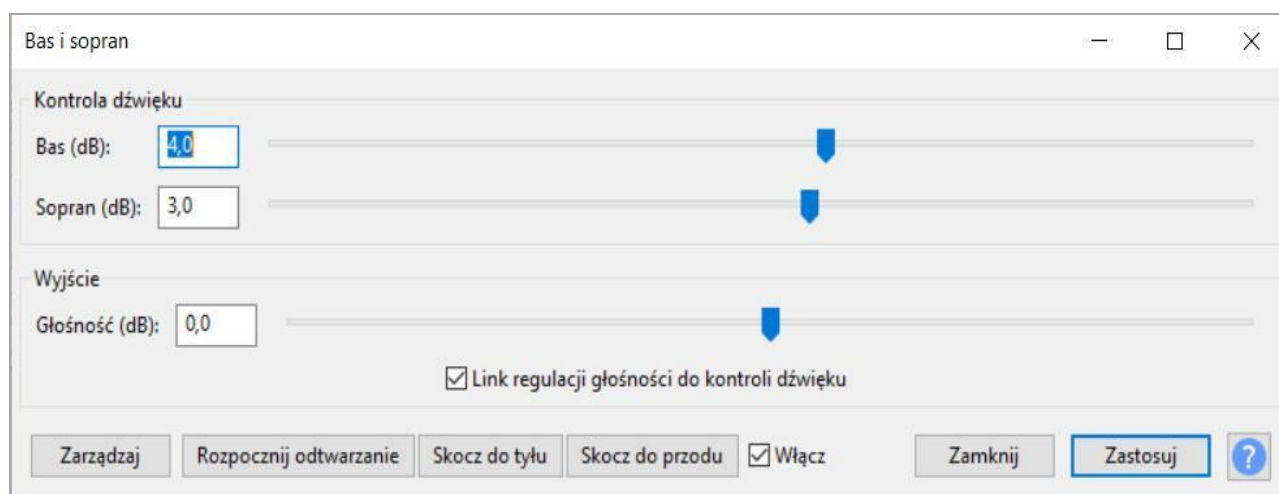 Bas i sopran
Kontrola dźwięku
Bas (dB): 4,0
Sopran (dB): 3,0
Wyjście
Głośność (dB): 0,0
Link regulacji głośności do kontroli dźwięku
Zarządzaj Rozpocznij odtwarzanie Skocz do tyłu Skocz do przodu Włącz Zamknij Zastosuj ?